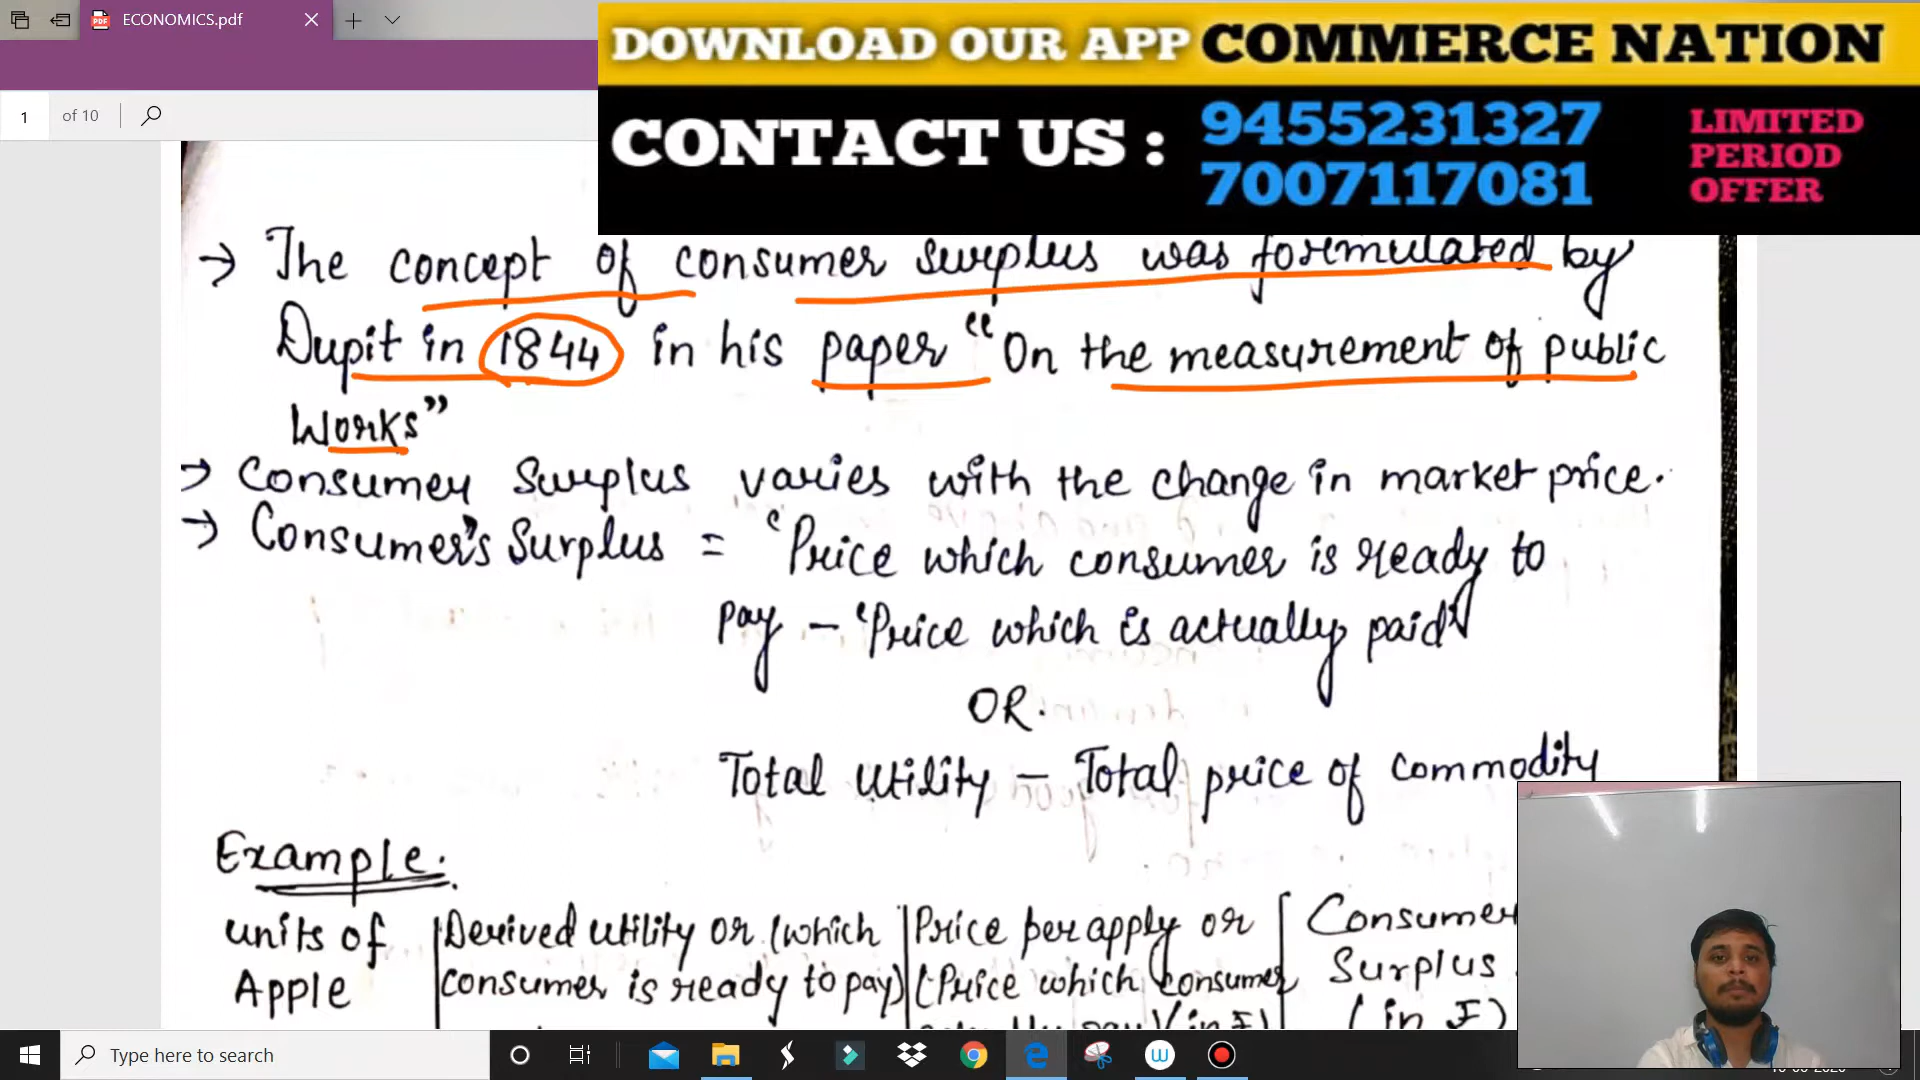 ECONOMICS.pdf
DOWNLOAD OUR APP COMMERCE NATION
1 of 10
CONTACT US : 9455231327
7007117081
LIMITED
PERIOD
OFFER
→ The concept of consumer surplus was formulated by
Dupit in 1844 in his paper "On the measurement of public
Works"
→ Consumer Surplus varies with the change in market price.
→ Consumer's Surplus = 'Price which consumer is ready to
pay - 'Price which is actually paid'
OR.
Total Utility - Total price of commodity
Example:
units of
Apple
Derived utility or (which
consumer is ready to pay)
Price per apply or
(Price which consumer
(in ₹)
Consumer
Surplus
(in ₹)
Type here to search